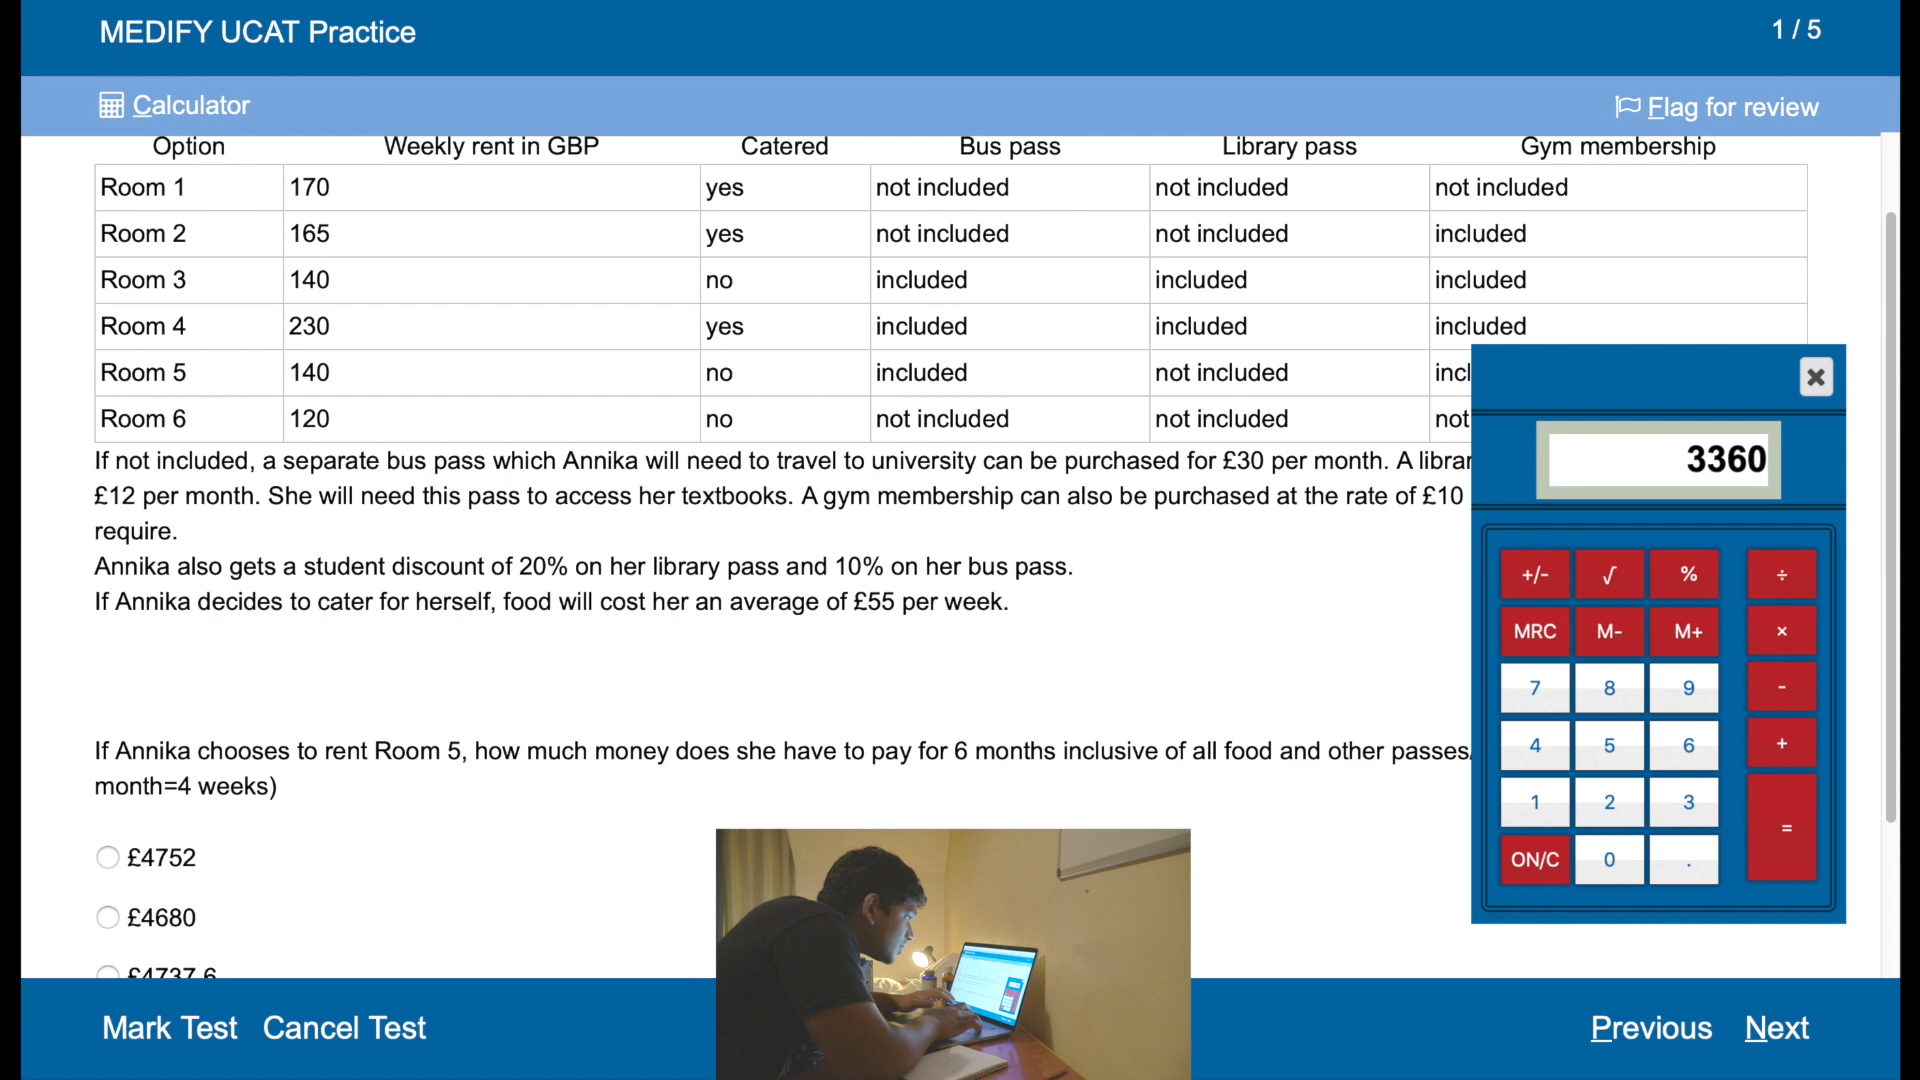 MEDIFY UCAT Practice
1 / 5
Calculator
Flag for review
Option Weekly rent in GBP Catered Bus pass Library pass Gym membership
Room 1 170 yes not included not included not included
Room 2 165 yes not included not included included
Room 3 140 no included included included
Room 4 230 yes included included included
Room 5 140 no included not included incl
Room 6 120 no not included not included not
If not included, a separate bus pass which Annika will need to travel to university can be purchased for £30 per month. A librar
£12 per month. She will need this pass to access her textbooks. A gym membership can also be purchased at the rate of £10
require.
Annika also gets a student discount of 20% on her library pass and 10% on her bus pass.
If Annika decides to cater for herself, food will cost her an average of £55 per week.
If Annika chooses to rent Room 5, how much money does she have to pay for 6 months inclusive of all food and other passes/
month=4 weeks)
£4752
£4680
£4737.6
3360
+/- √ % ÷
MRC M- M+ ×
7 8 9 -
4 5 6 +
1 2 3 =
ON/C 0 .
Mark Test Cancel Test
Previous Next